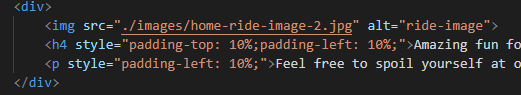 <div>
<img src="./images/home-ride-image-2.jpg" alt="ride-image">
<h4 style="padding-top: 10%;padding-left: 10%;">Amazing fun fo
<p style="padding-left: 10%;">Feel free to spoil yourself at o
</div>